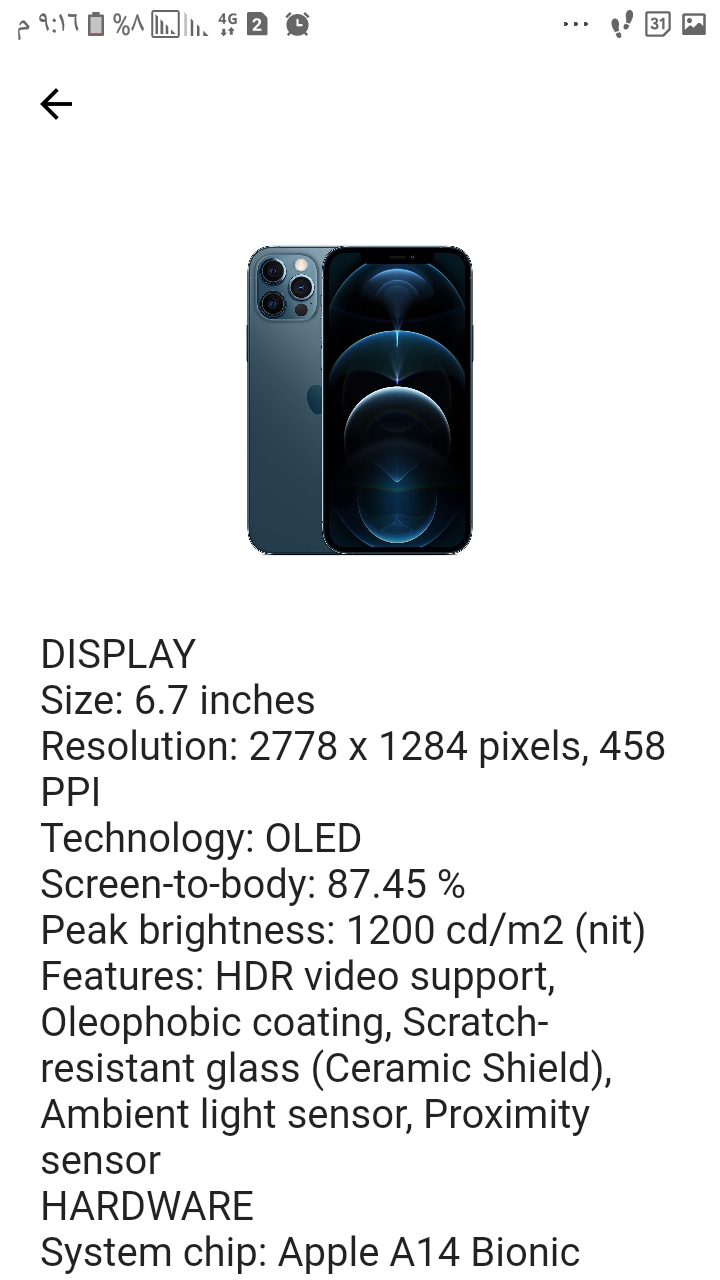 م ٩:١٦ %٨ 4G 2 31
DISPLAY
Size: 6.7 inches
Resolution: 2778 x 1284 pixels, 458
PPI
Technology: OLED
Screen-to-body: 87.45 %
Peak brightness: 1200 cd/m2 (nit)
Features: HDR video support,
Oleophobic coating, Scratch-
resistant glass (Ceramic Shield),
Ambient light sensor, Proximity
sensor
HARDWARE
System chip: Apple A14 Bionic